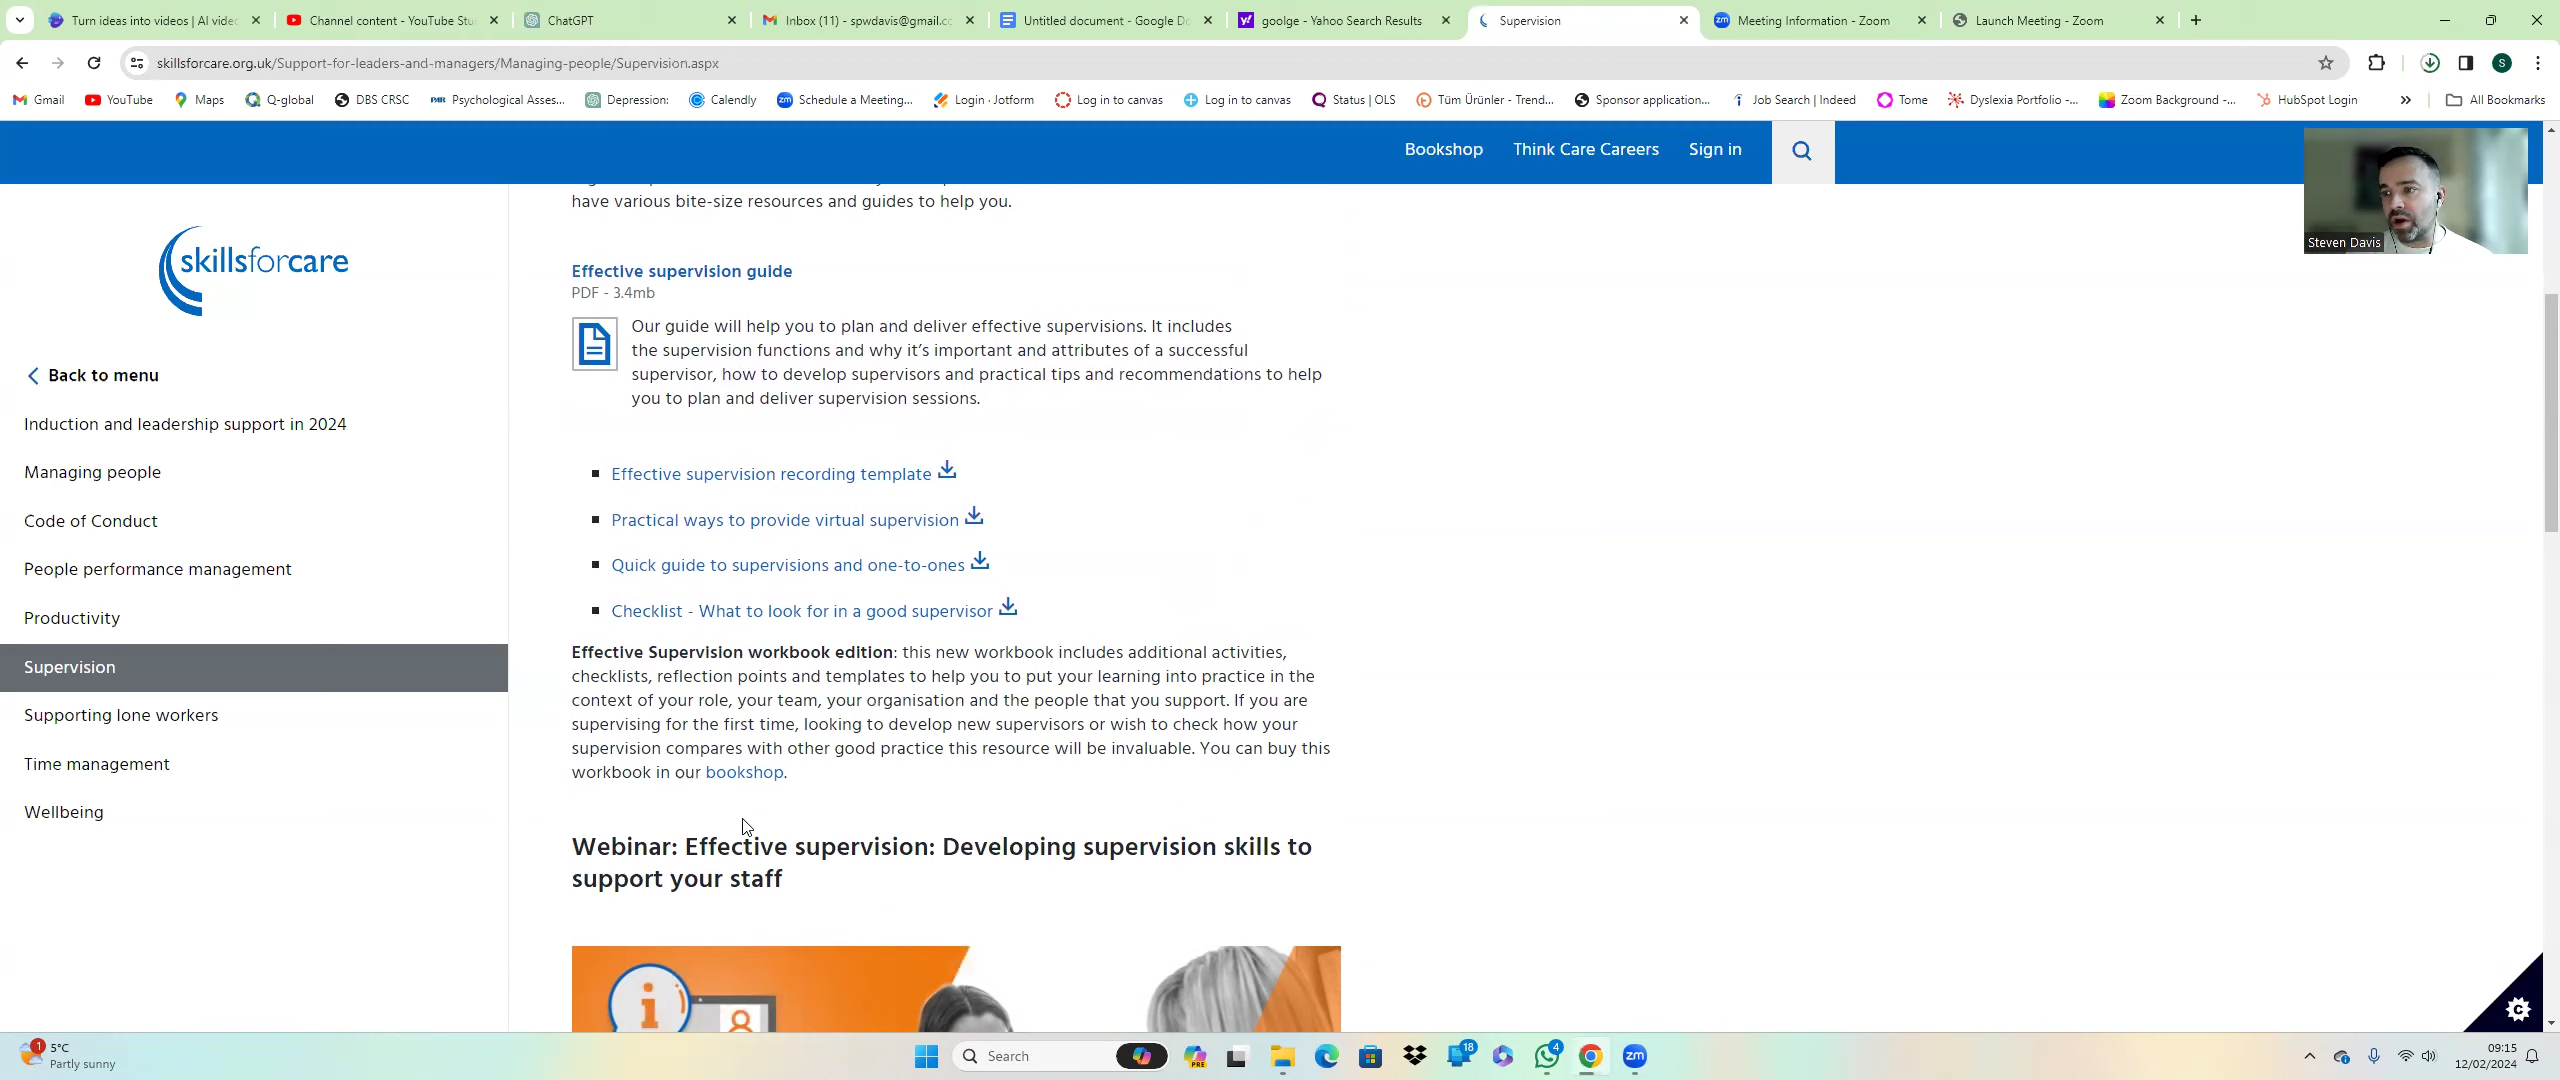 Turn ideas into videos | AI videc
Channel content - YouTube Stu
ChatGPT
Inbox (11) - spwdavis@gmail.cc
Untitled document - Google Dc
goolge - Yahoo Search Results
Supervision
Meeting Information - Zoom
Launch Meeting - Zoom
skillsforcare.org.uk/Support-for-leaders-and-managers/Managing-people/Supervision.aspx
S
Gmail
YouTube
Maps
Q-global
DBS CRSC
PAR Psychological Asses...
Depression:
Calendly
Schedule a Meeting...
Login · Jotform
Log in to canvas
Log in to canvas
Status | OLS
Tüm Ürünler - Trend...
Sponsor application...
Job Search | Indeed
Tome
Dyslexia Portfolio -...
Zoom Background -...
HubSpot Login
All Bookmarks
Bookshop
Think Care Careers
Sign in
Steven Davis
skillsforcare
Back to menu
Induction and leadership support in 2024
Managing people
Code of Conduct
People performance management
Productivity
Supervision
Supporting lone workers
Time management
Wellbeing
have various bite-size resources and guides to help you.
Effective supervision guide
PDF - 3.4mb
Our guide will help you to plan and deliver effective supervisions. It includes
the supervision functions and why it's important and attributes of a successful
supervisor, how to develop supervisors and practical tips and recommendations to help
you to plan and deliver supervision sessions.
Effective supervision recording template
Practical ways to provide virtual supervision
Quick guide to supervisions and one-to-ones
Checklist - What to look for in a good supervisor
Effective Supervision workbook edition: this new workbook includes additional activities,
checklists, reflection points and templates to help you to put your learning into practice in the
context of your role, your team, your organisation and the people that you support. If you are
supervising for the first time, looking to develop new supervisors or wish to check how your
supervision compares with other good practice this resource will be invaluable. You can buy this
workbook in our bookshop.
Webinar: Effective supervision: Developing supervision skills to
support your staff
i
1
5°C
Partly sunny
Search
PRE
18
4
zm
09:15
12/02/2024